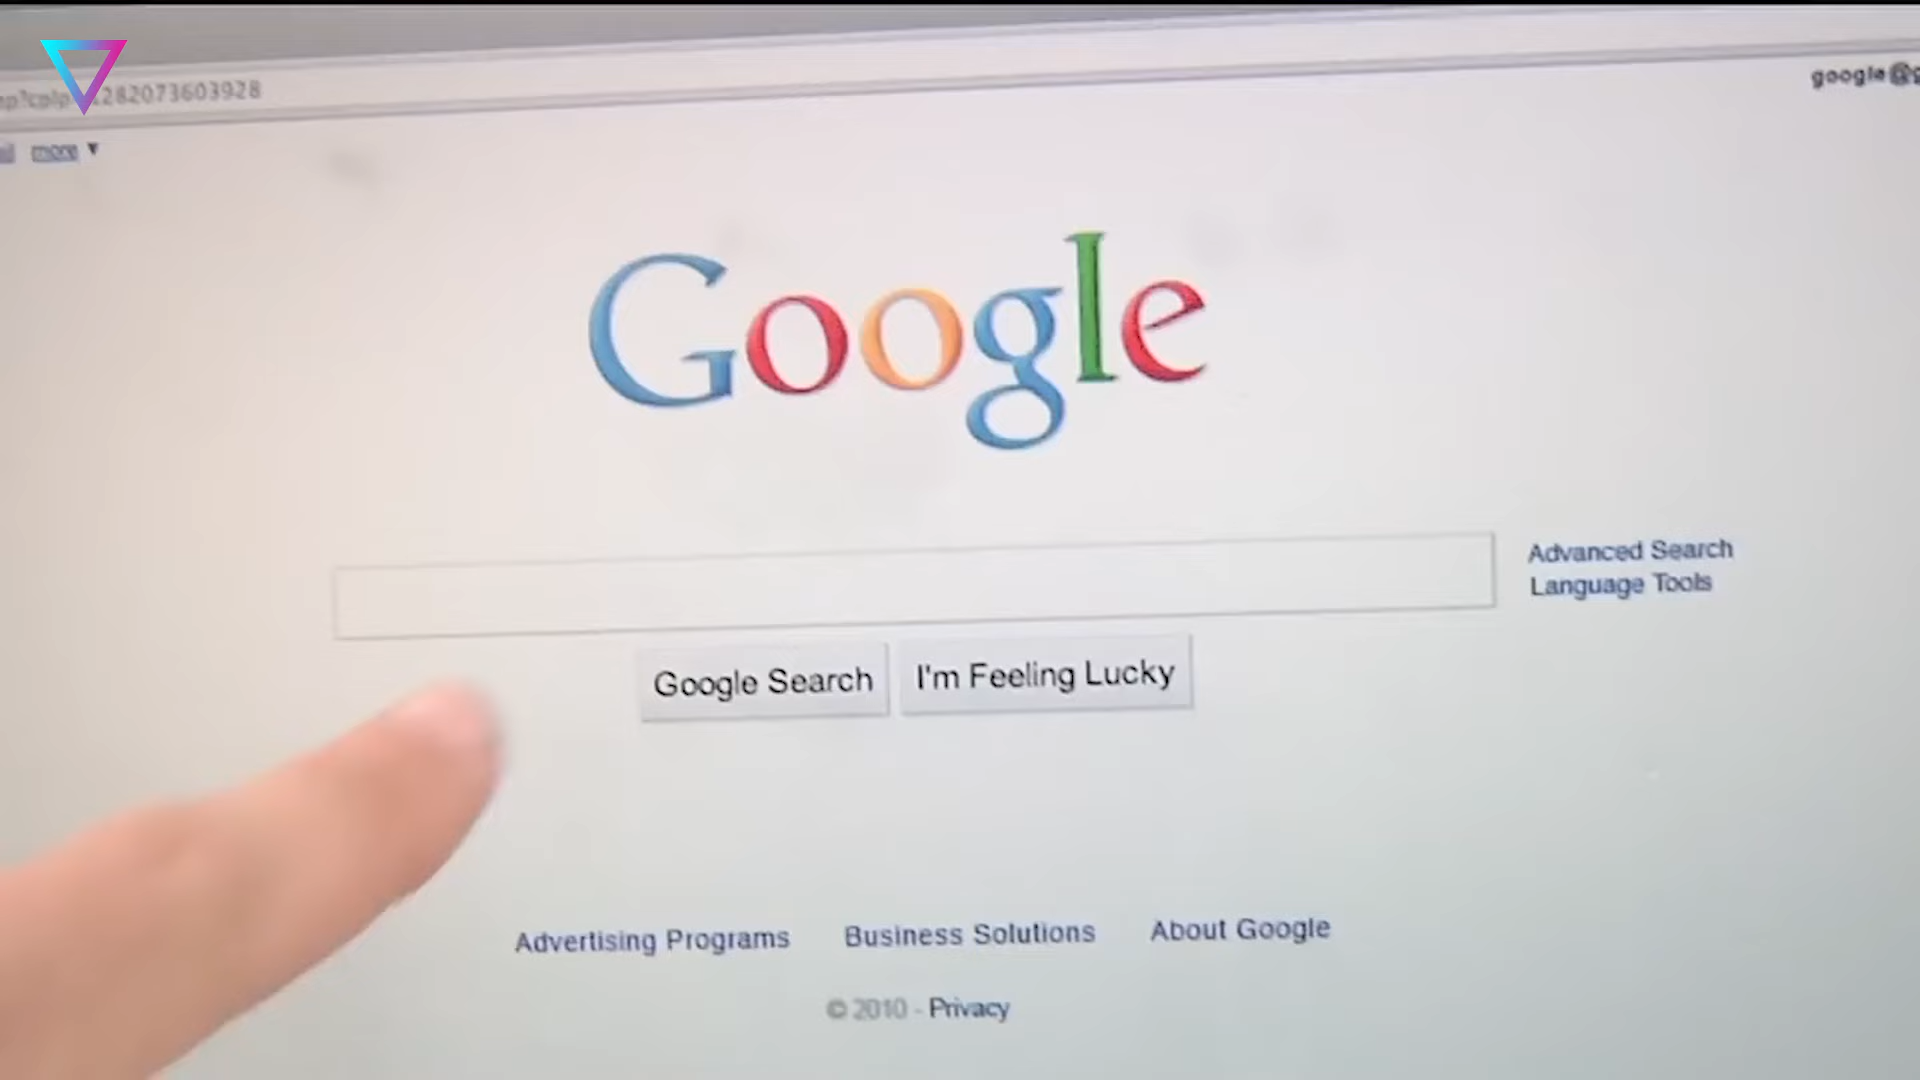 282073603928
google@g
more ▼
Google
Advanced Search
Language Tools
Google Search
I'm Feeling Lucky
Advertising Programs
Business Solutions
About Google
© 2010 - Privacy